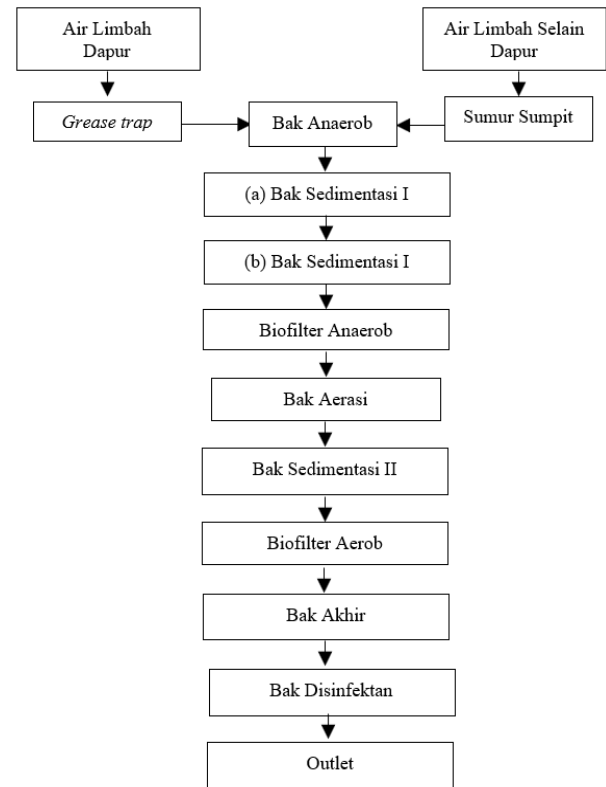 Air Limbah
Dapur
Air Limbah Selain
Dapur
Grease trap
Bak Anaerob
Sumur Sumpit
(a) Bak Sedimentasi I
(b) Bak Sedimentasi I
Biofilter Anaerob
Bak Aerasi
Bak Sedimentasi II
Biofilter Aerob
Bak Akhir
Bak Disinfektan
Outlet